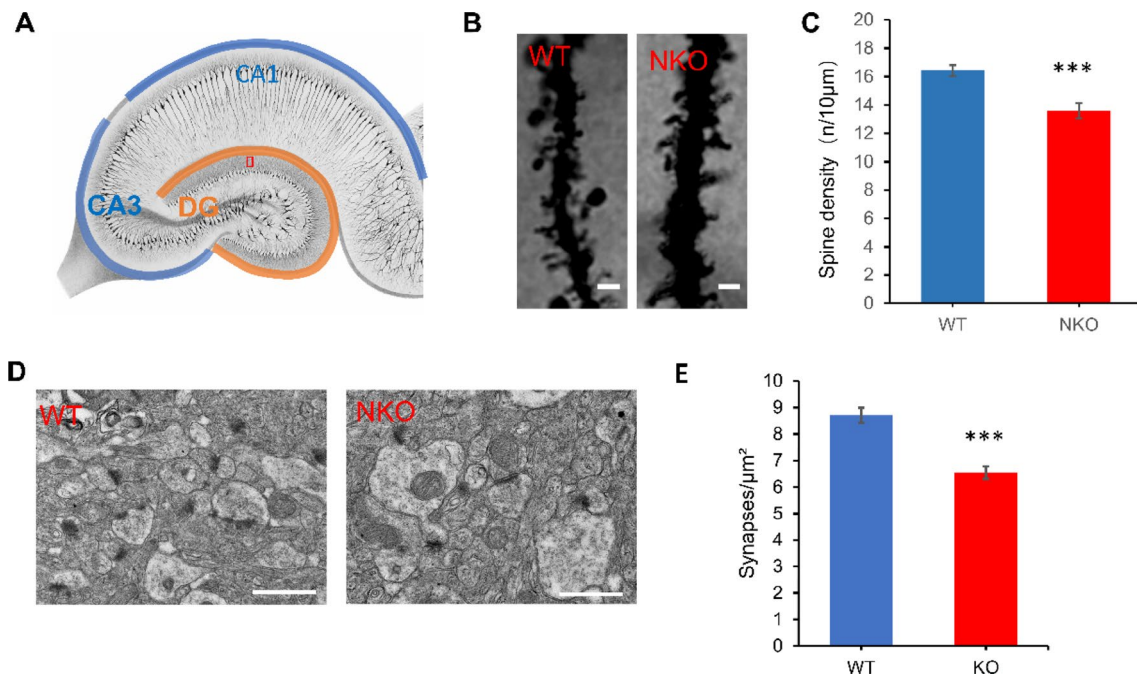 A
CA1
CA3
DG
B
WT
NKO
C
Spine density (n/10μm)
20
18
16
14
12
10
8
6
4
2
0
***
WT
NKO
D
WT
NKO
E
Synapses/μm²
10
9
8
7
6
5
4
3
2
1
0
***
WT
KO